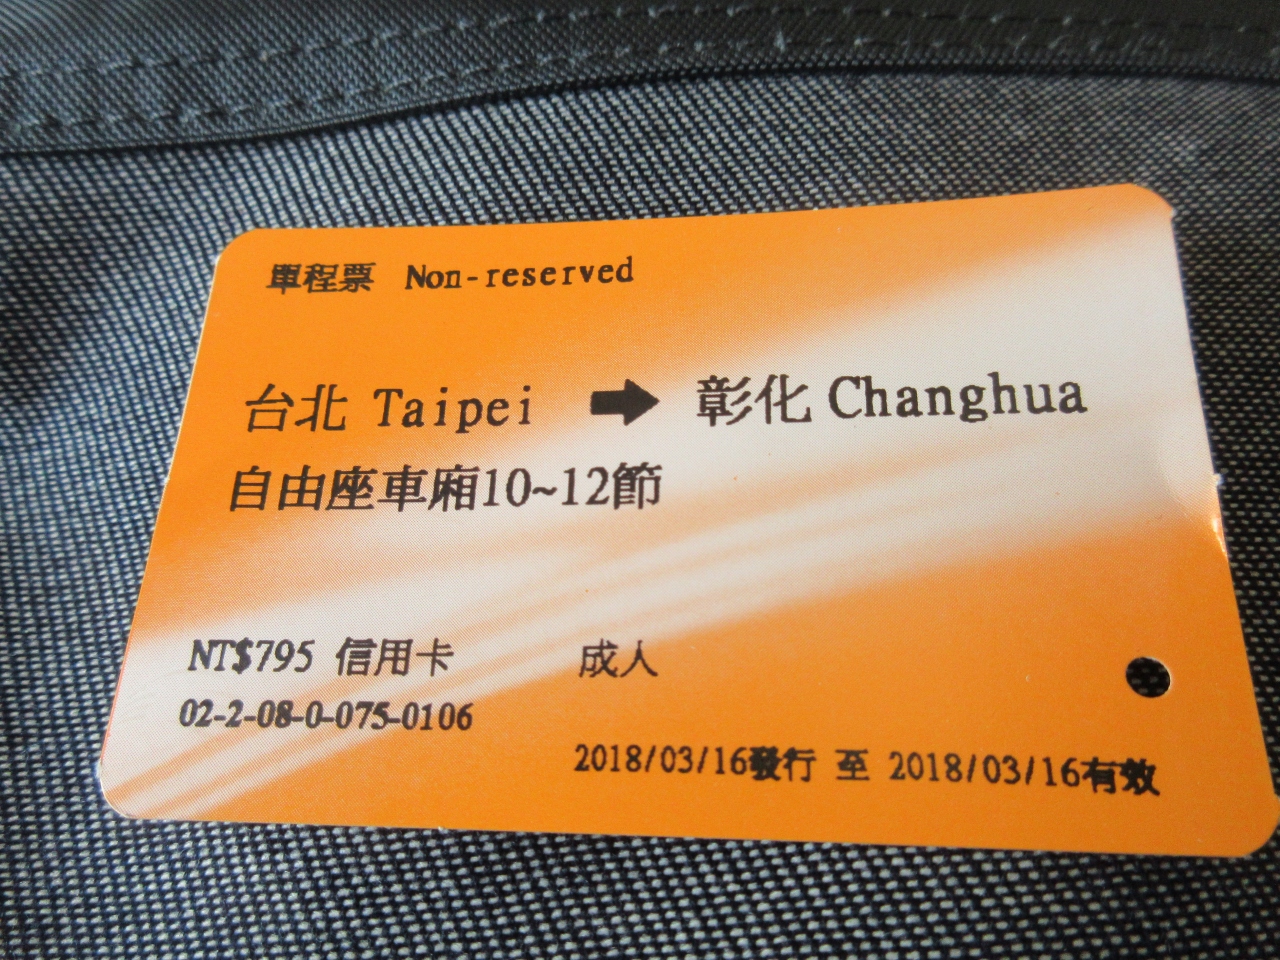 單程票 Non-reserved
台北 Taipei ➡ 彰化 Changhua
自由座車廂10~12節
NT$795 信用卡 成人
02-2-08-0-075-0106
2018/03/16發行 至 2018/03/16有效